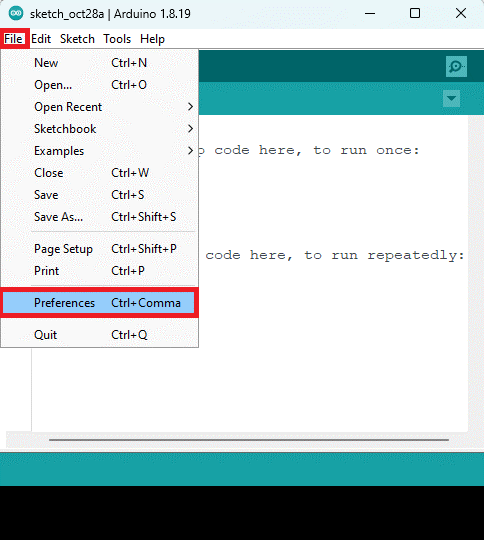 sketch_oct28a | Arduino 1.8.19
File Edit Sketch Tools Help
New Ctrl+N
Open... Ctrl+O
Open Recent
Sketchbook
Examples
Close Ctrl+W
Save Ctrl+S
Save As... Ctrl+Shift+S
Page Setup Ctrl+Shift+P
Print Ctrl+P
Preferences Ctrl+Comma
Quit Ctrl+Q
p code here, to run once:
code here, to run repeatedly: